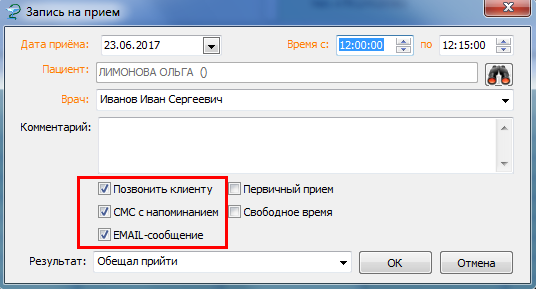 Запись на прием
Дата приёма: 23.06.2017 Время с: 12:00:00 по 12:15:00
Пациент: ЛИМОНОВА ОЛЬГА ()
Врач: Иванов Иван Сергеевич
Комментарий:
Позвонить клиенту Первичный прием
СМС с напоминанием Свободное время
EMAIL-сообщение
Результат: Обещал прийти OK Отмена